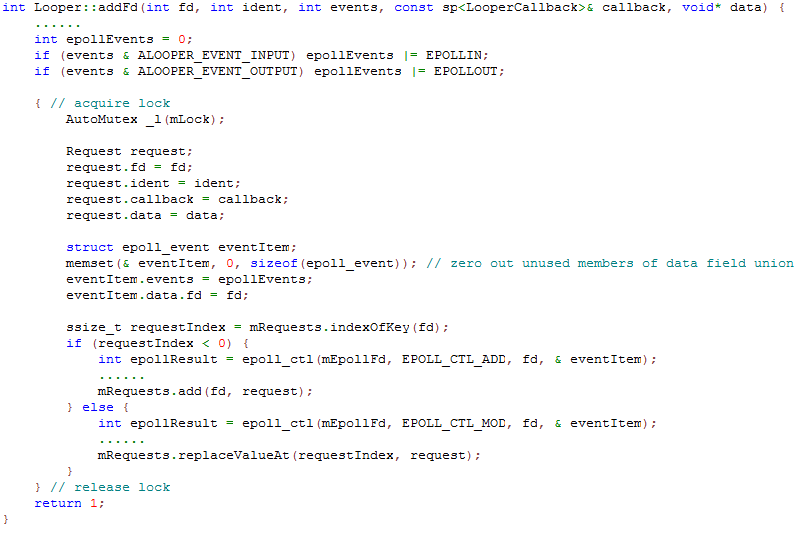 int Looper::addFd(int fd, int ident, int events, const sp<LooperCallback>& callback, void* data) {
    ......
    int epollEvents = 0;
    if (events & ALOOPER_EVENT_INPUT) epollEvents |= EPOLLIN;
    if (events & ALOOPER_EVENT_OUTPUT) epollEvents |= EPOLLOUT;

    { // acquire lock
        AutoMutex _l(mLock);

        Request request;
        request.fd = fd;
        request.ident = ident;
        request.callback = callback;
        request.data = data;

        struct epoll_event eventItem;
        memset(& eventItem, 0, sizeof(epoll_event)); // zero out unused members of data field union
        eventItem.events = epollEvents;
        eventItem.data.fd = fd;

        ssize_t requestIndex = mRequests.indexOfKey(fd);
        if (requestIndex < 0) {
            int epollResult = epoll_ctl(mEpollFd, EPOLL_CTL_ADD, fd, & eventItem);
            ......
            mRequests.add(fd, request);
        } else {
            int epollResult = epoll_ctl(mEpollFd, EPOLL_CTL_MOD, fd, & eventItem);
            ......
            mRequests.replaceValueAt(requestIndex, request);
        }
    } // release lock
    return 1;
}